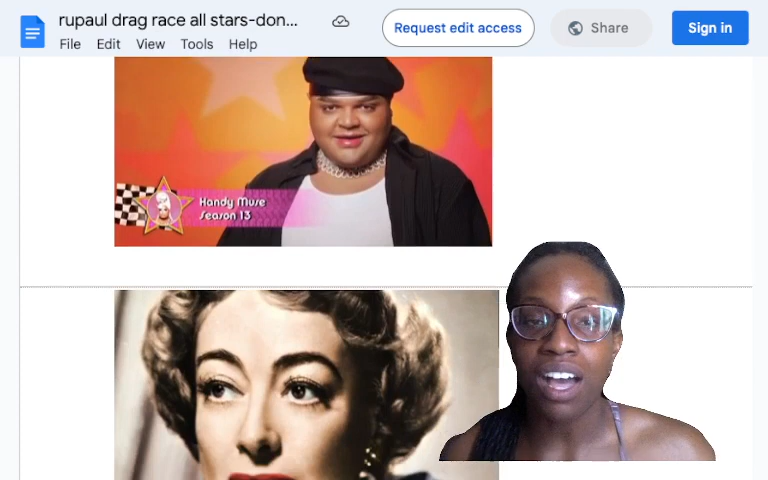 rupaul drag race all stars-don...
Request edit access
Share
Sign in
File Edit View Tools Help
Handy Muse
Season 13